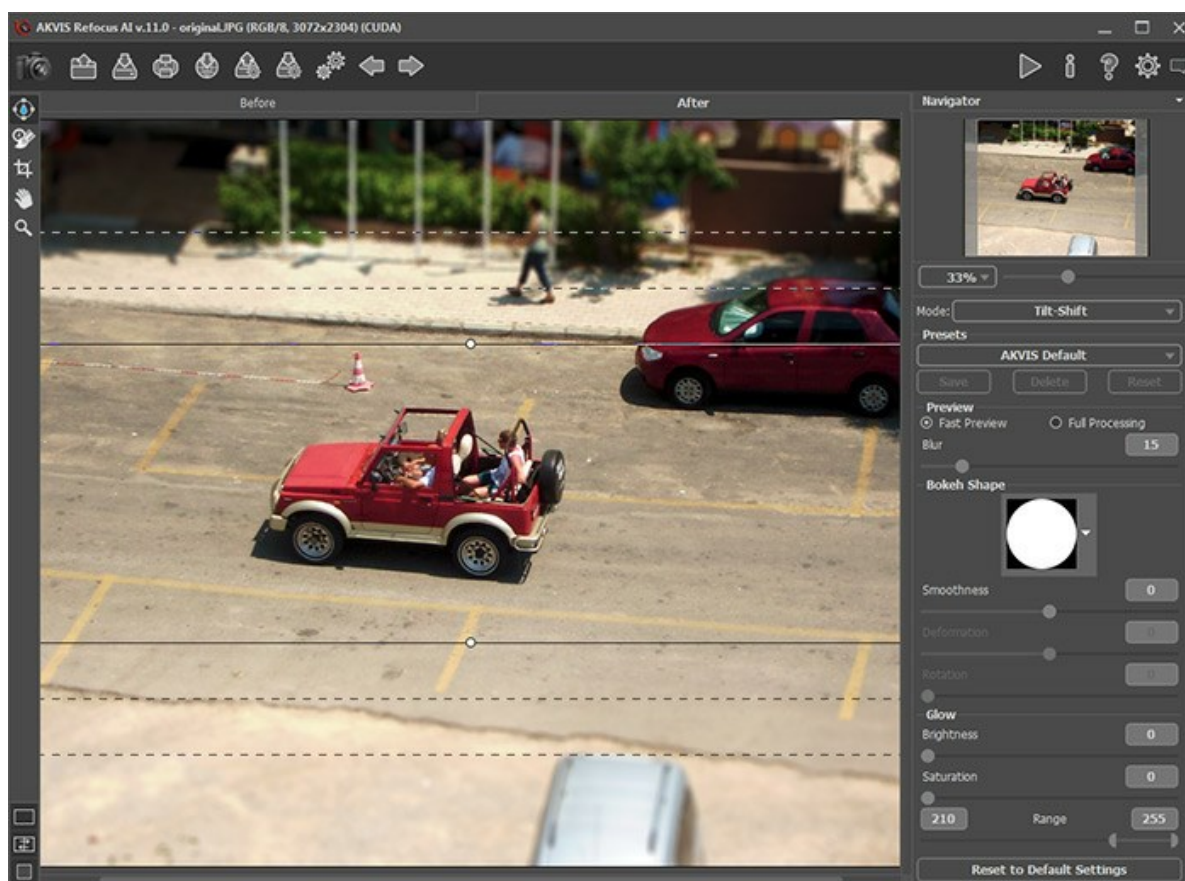 AKVIS Refocus AI v.11.0 - original.JPG (RGB/8, 3072x2304) (CUDA)
Before
After
Navigator
33%
Mode: Tilt-Shift
Presets
AKVIS Default
Save Delete Reset
Preview
Fast Preview Full Processing
Blur 15
Bokeh Shape
Smoothness 0
Deformation 0
Rotation 0
Glow
Brightness 0
Saturation 0
210 Range 255
Reset to Default Settings